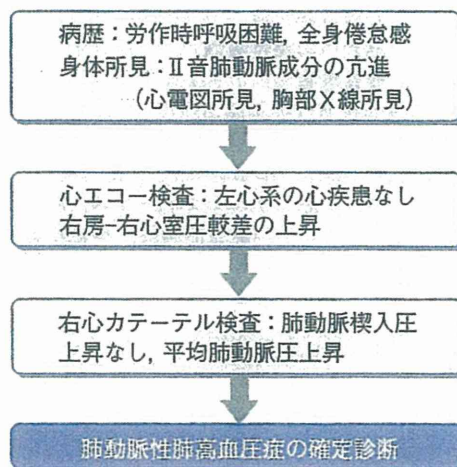 病歴：労作時呼吸困難，全身倦怠感
身体所見：Ⅱ音肺動脈成分の亢進
（心電図所見，胸部X線所見）
心エコー検査：左心系の心疾患なし
右房-右心室圧較差の上昇
右心カテーテル検査：肺動脈楔入圧
上昇なし，平均肺動脈圧上昇
肺動脈性肺高血圧症の確定診断